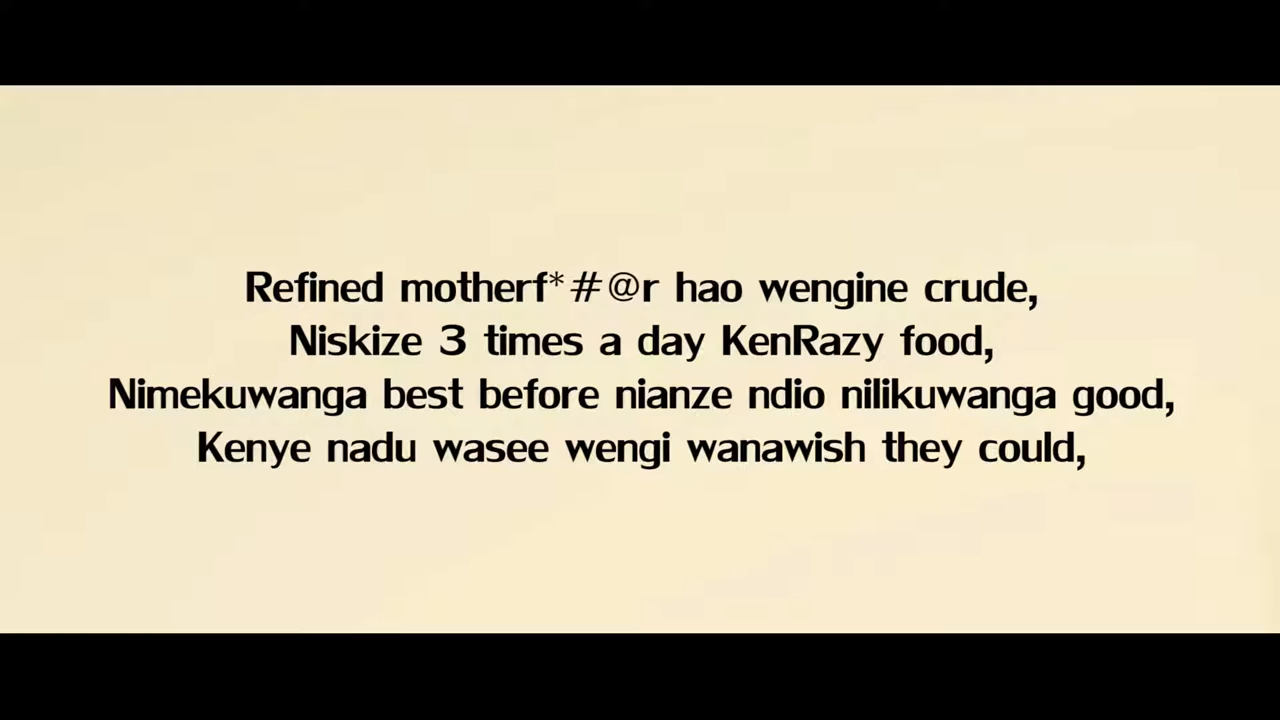 Refined motherf*#@r hao wengine crude,
Niskize 3 times a day KenRazy food,
Nimekuwanga best before nianze ndio nilikuwanga good,
Kenye nadu wasee wengi wanawish they could,